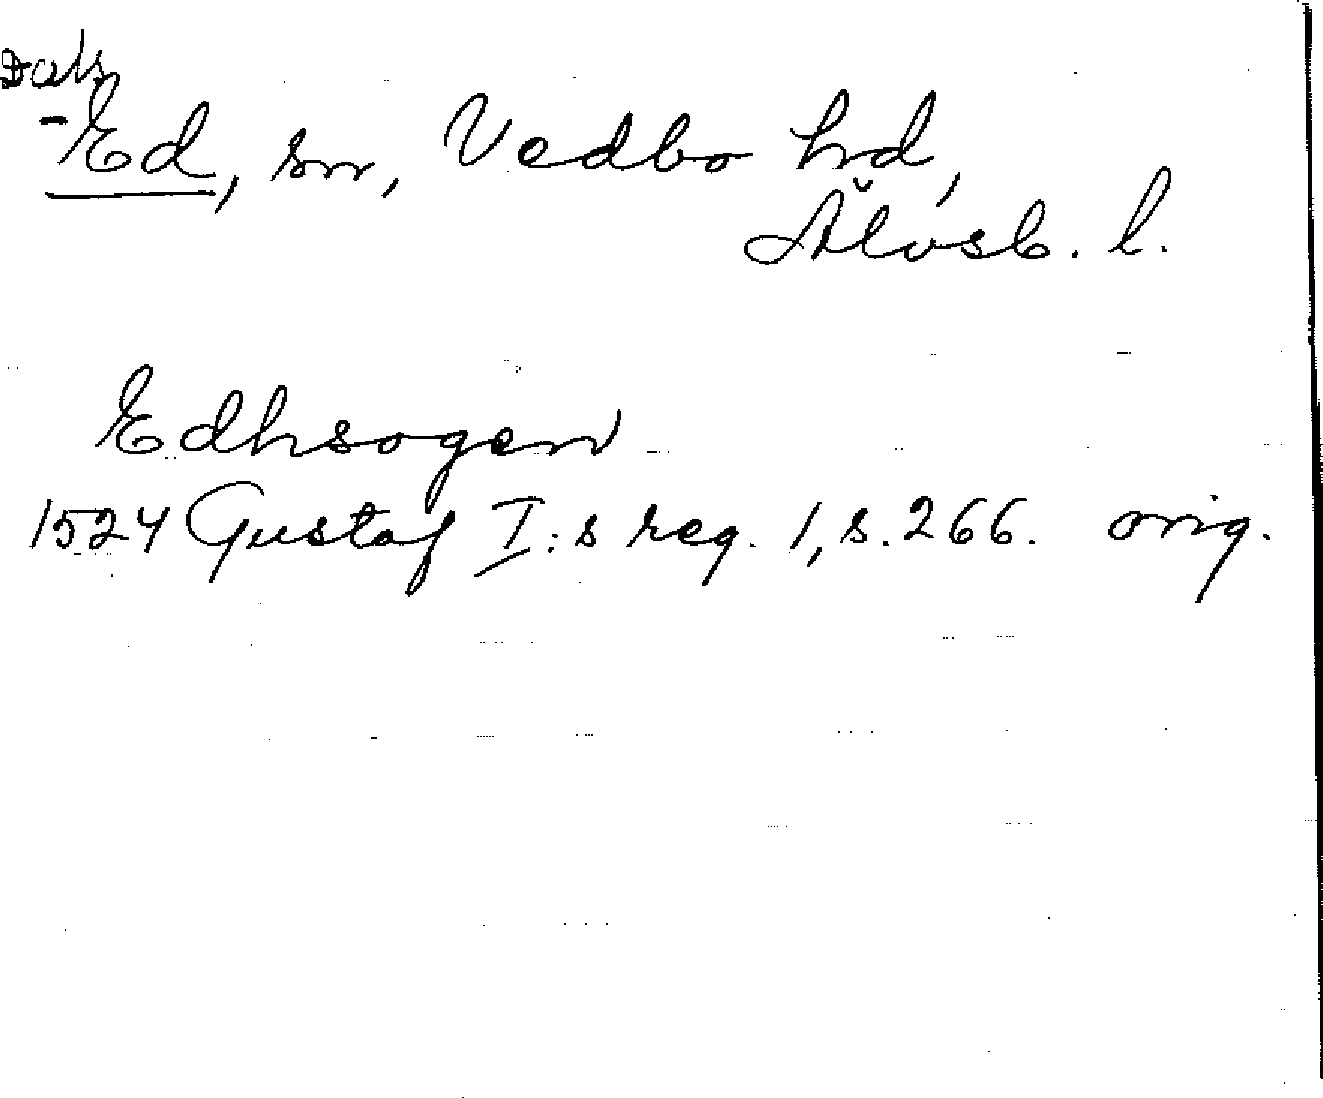 Dals
-Ed, sn, Vedbo hd,
Älvsb. l.
Edhsogen
1524 Gustaf I:s reg. 1, s. 266. orig.